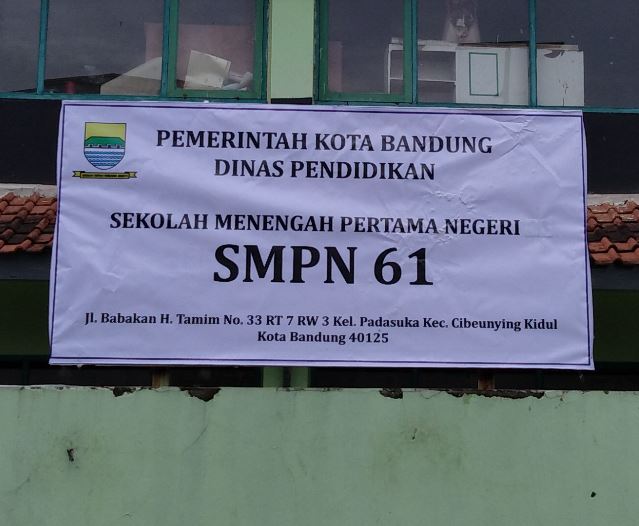 PEMERINTAH KOTA BANDUNG
DINAS PENDIDIKAN
SEKOLAH MENENGAH PERTAMA NEGERI
SMPN 61
Jl. Babakan H. Tamim No. 33 RT 7 RW 3 Kel. Padasuka Kec. Cibeunying Kidul
Kota Bandung 40125